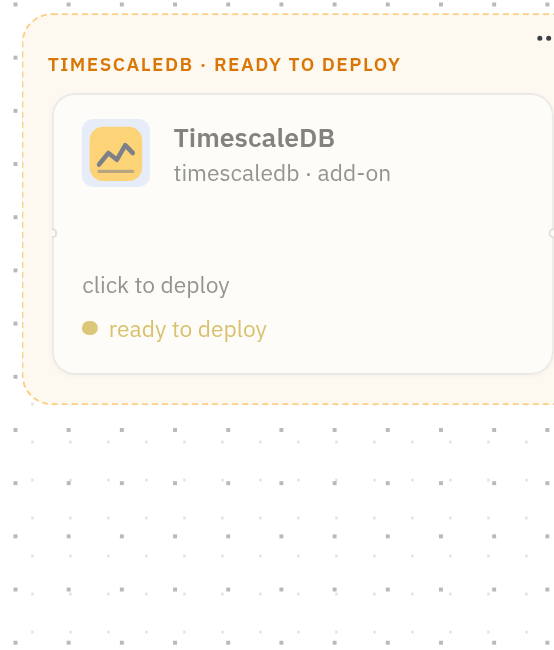 TIMESCALEDB · READY TO DEPLOY
TimescaleDB
timescaledb · add-on
click to deploy
ready to deploy